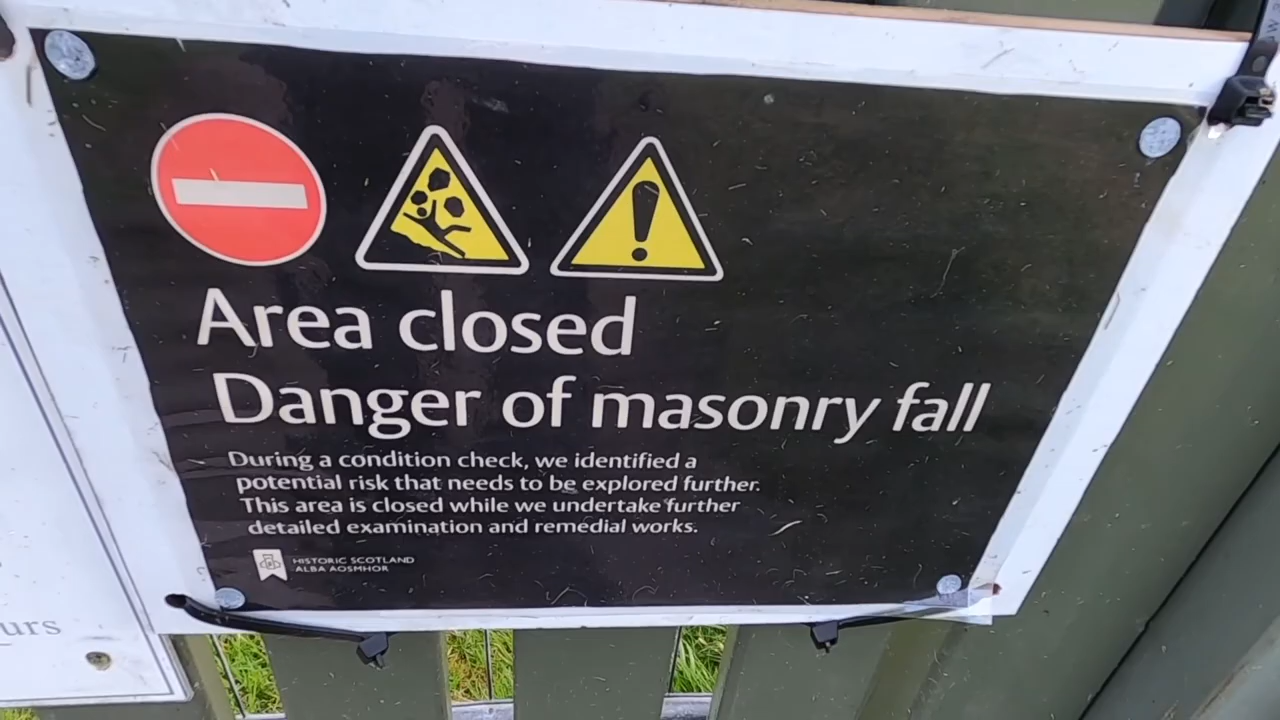 Area closed
Danger of masonry fall
During a condition check, we identified a
potential risk that needs to be explored further.
This area is closed while we undertake further
detailed examination and remedial works.
HISTORIC SCOTLAND
ALBA AOSMHOR
urs